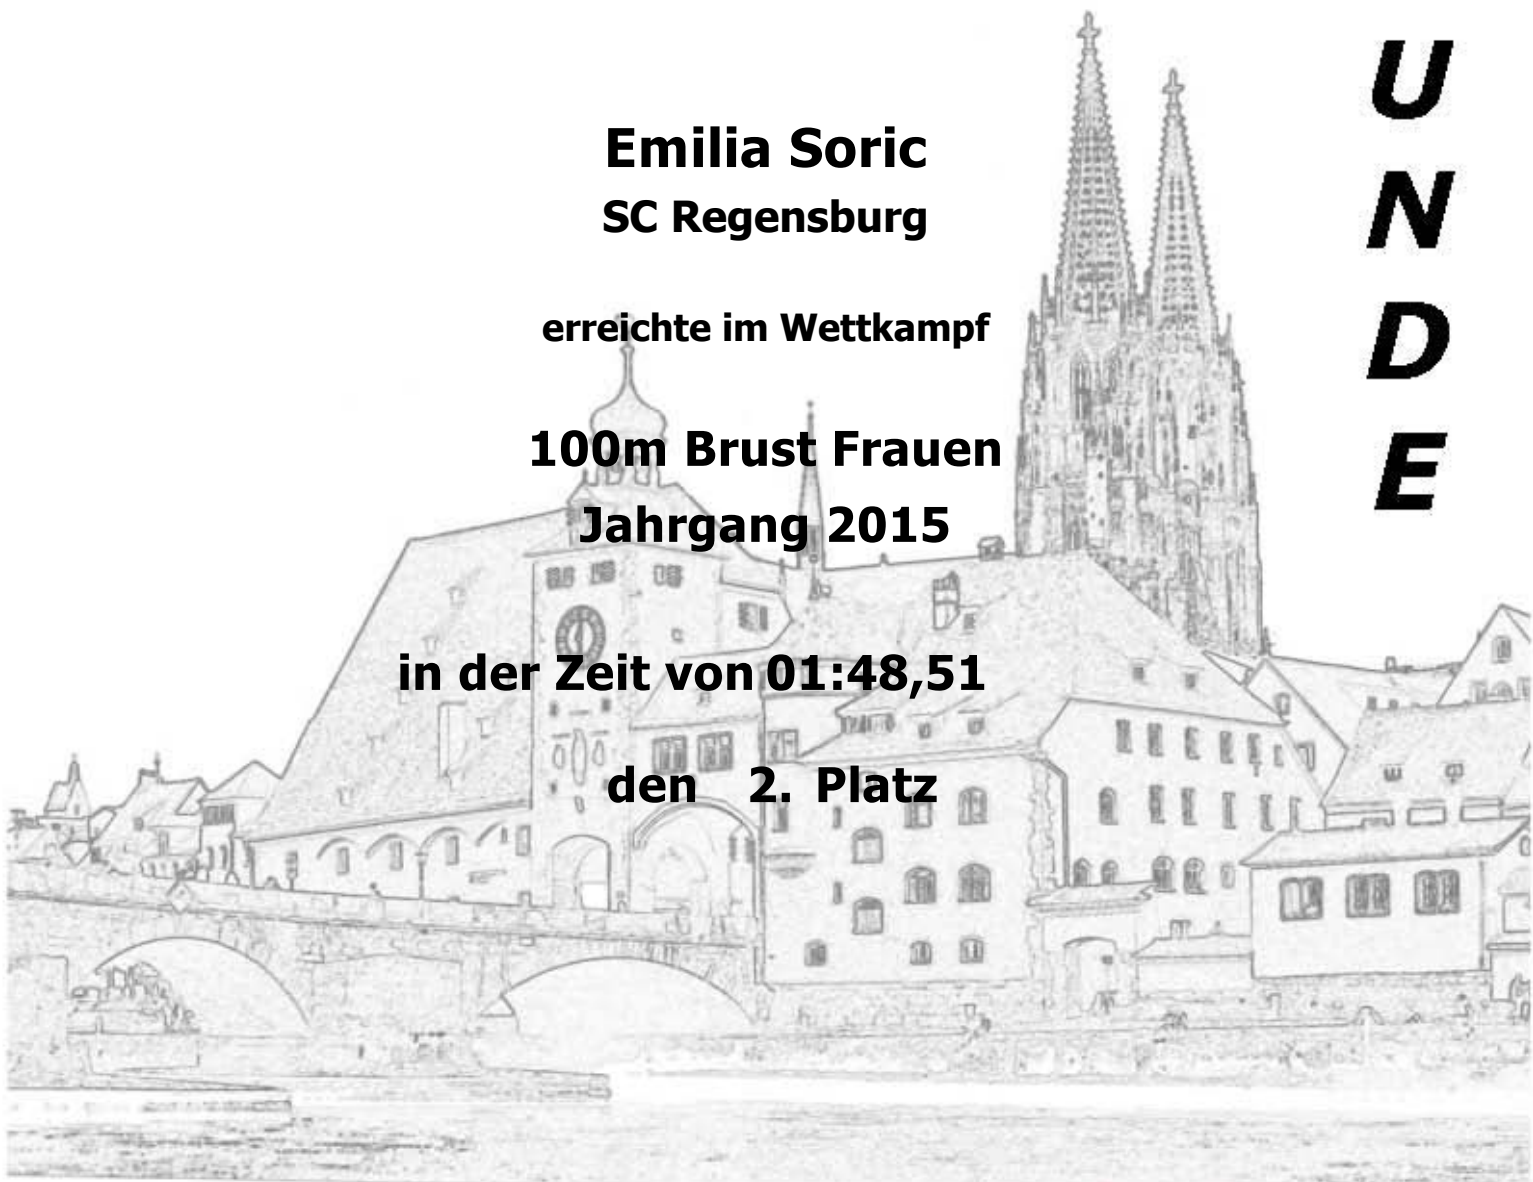 Emilia Soric
SC Regensburg
erreichte im Wettkampf
100m Brust Frauen
Jahrgang 2015
in der Zeit von 01:48,51
den 2. Platz
U
N
D
E